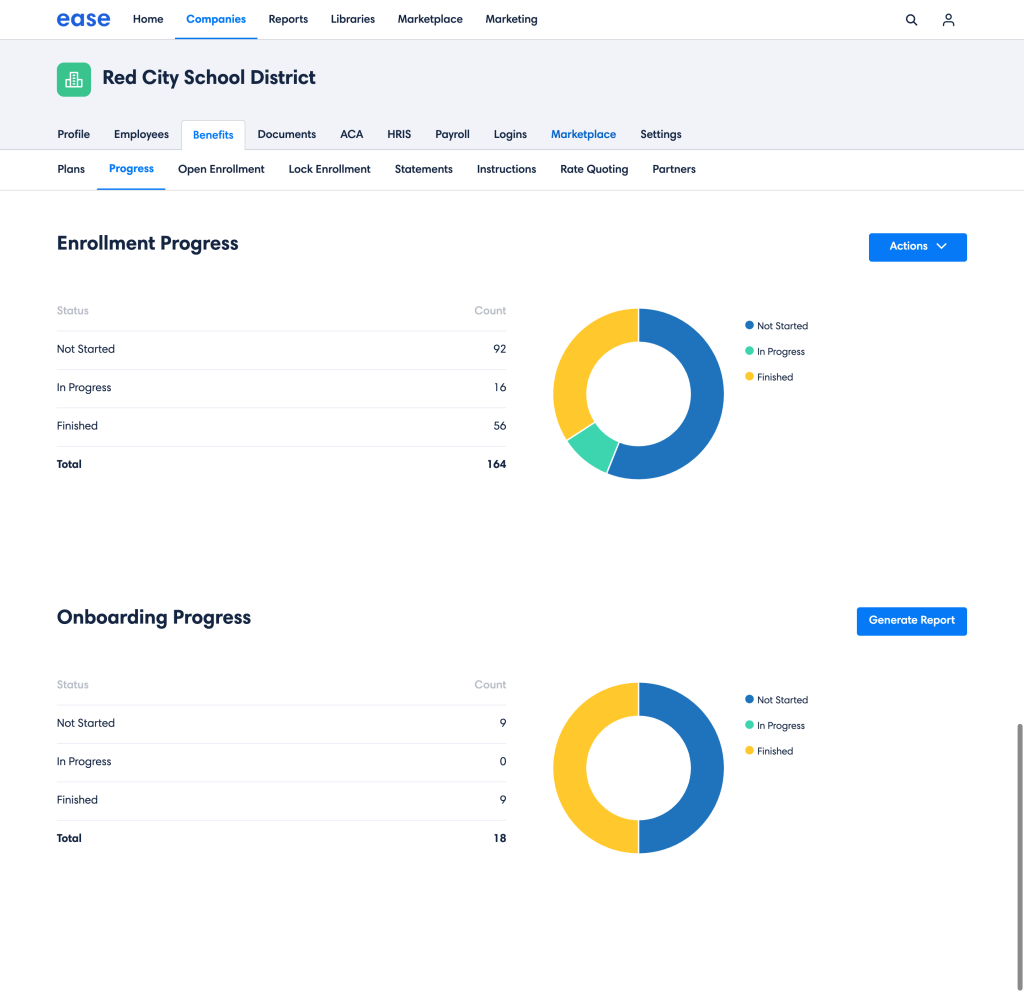 ease Home Companies Reports Libraries Marketplace Marketing
Red City School District
Profile Employees Benefits Documents ACA HRIS Payroll Logins Marketplace Settings
Plans Progress Open Enrollment Lock Enrollment Statements Instructions Rate Quoting Partners
Enrollment Progress
Actions
Status Count
Not Started 92
In Progress 16
Finished 56
Total 164
Not Started
In Progress
Finished
Onboarding Progress
Generate Report
Status Count
Not Started 9
In Progress 0
Finished 9
Total 18
Not Started
In Progress
Finished